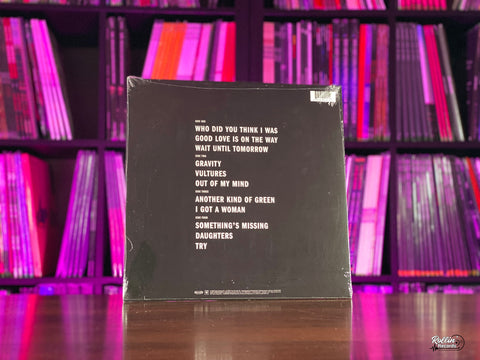 SIDE ONE
WHO DID YOU THINK I WAS
GOOD LOVE IS ON THE WAY
WAIT UNTIL TOMORROW
SIDE TWO
GRAVITY
VULTURES
OUT OF MY MIND
SIDE THREE
ANOTHER KIND OF GREEN
I GOT A WOMAN
SIDE FOUR
SOMETHING'S MISSING
DAUGHTERS
TRY
Rollin'
Records